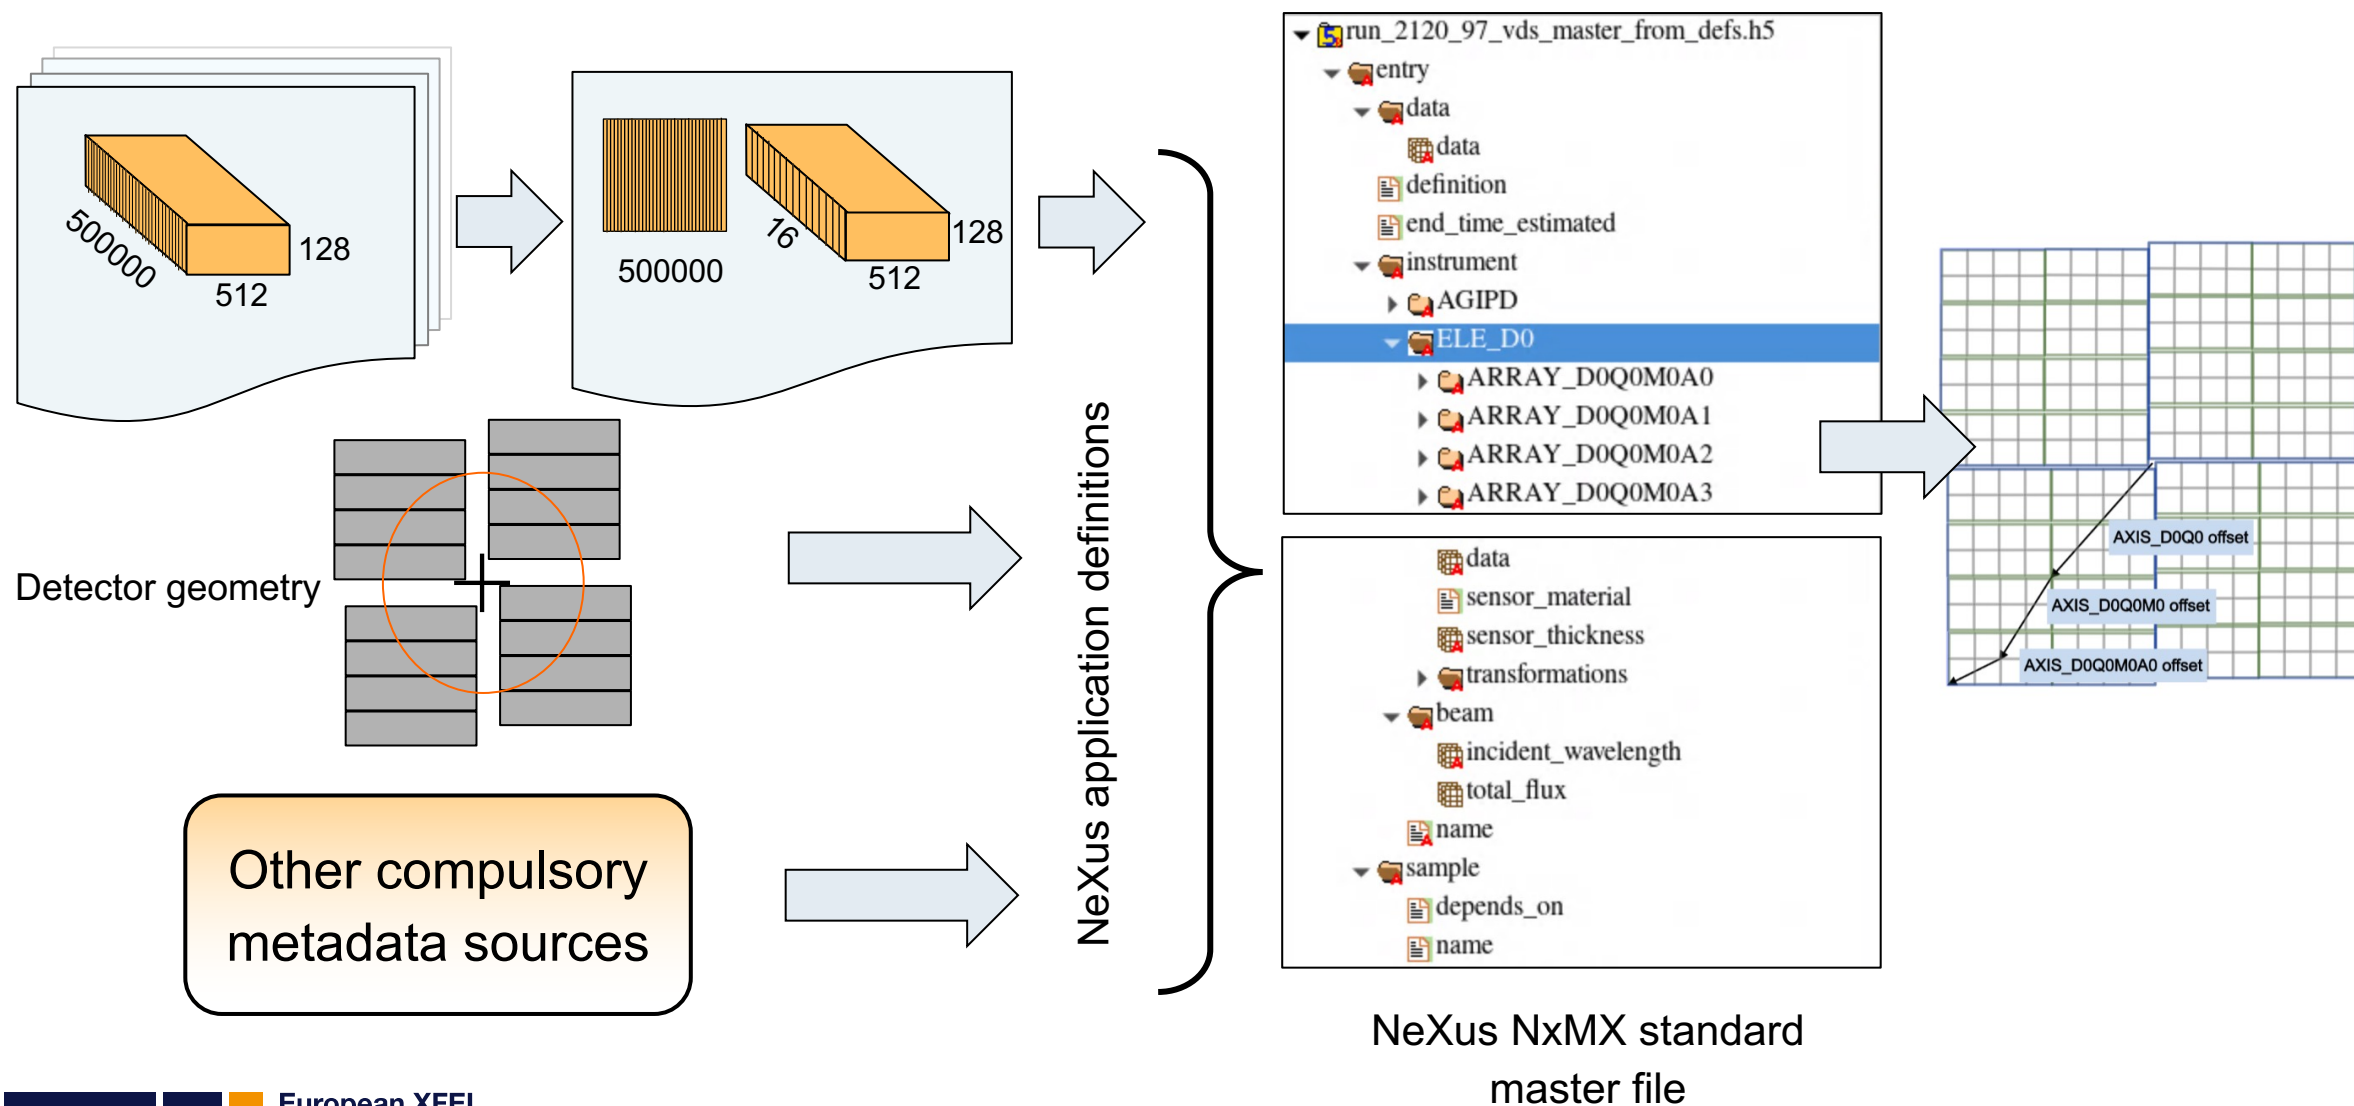 500000
512
128
500000
16
512
128
Detector geometry
Other compulsory
metadata sources
NeXus application definitions
run_2120_97_vds_master_from_defs.h5
entry
data
data
definition
end_time_estimated
instrument
AGIPD
ELE_D0
ARRAY_D0Q0M0A0
ARRAY_D0Q0M0A1
ARRAY_D0Q0M0A2
ARRAY_D0Q0M0A3
data
sensor_material
sensor_thickness
transformations
beam
incident_wavelength
total_flux
name
sample
depends_on
name
NeXus NxMX standard
master file
AXIS_D0Q0 offset
AXIS_D0Q0M0 offset
AXIS_D0Q0M0A0 offset
European XFEL